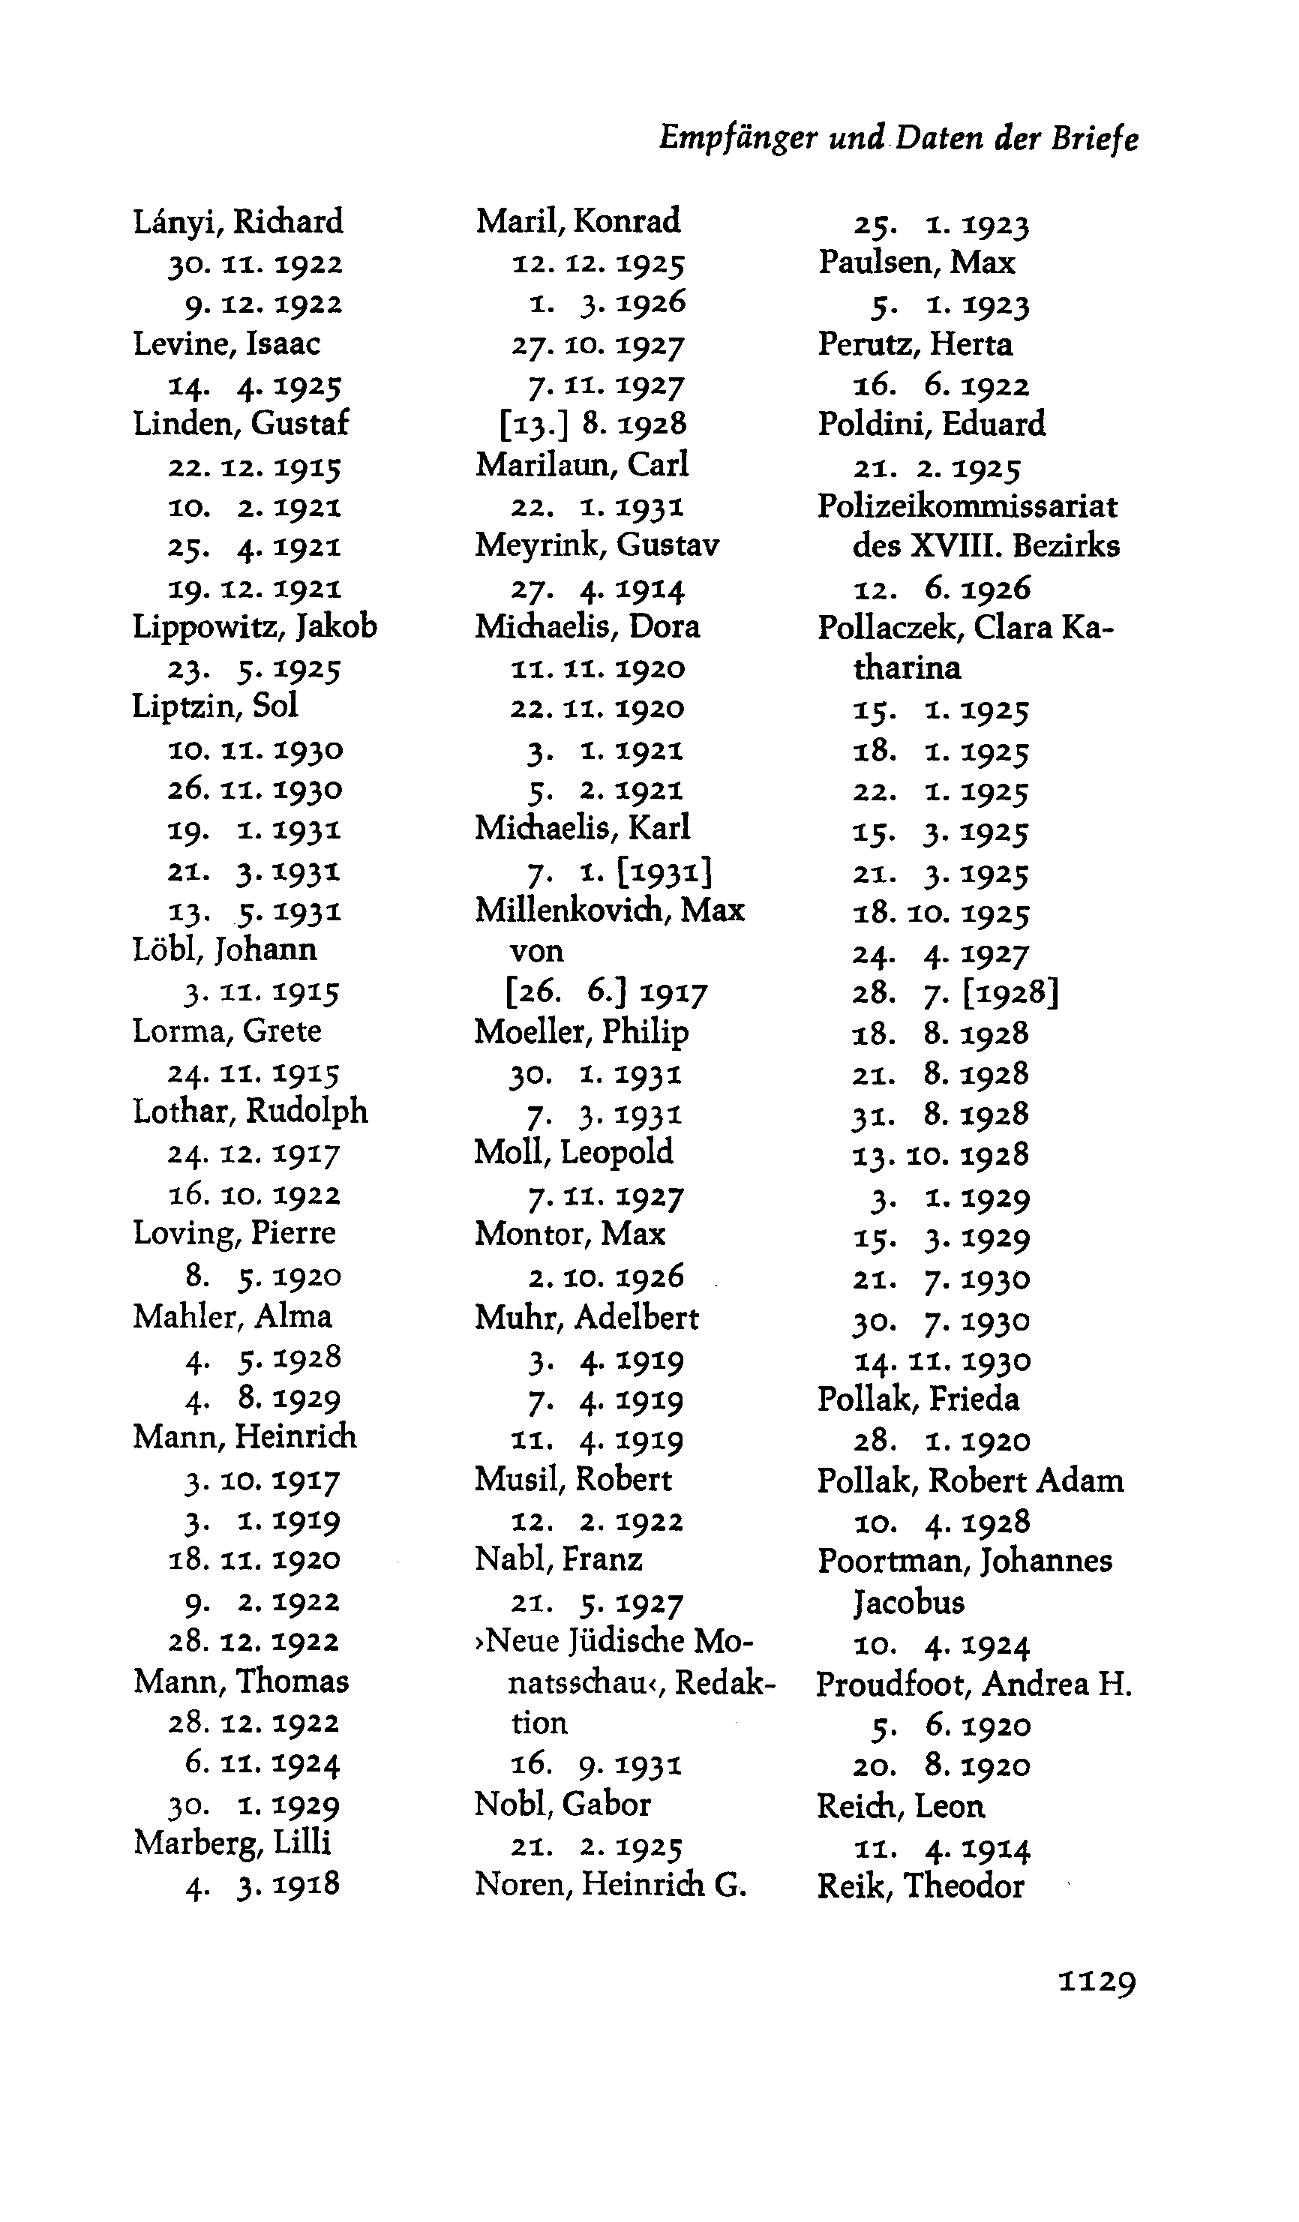 Empfänger und Daten der Briefe
Lányi, Richard
30. 11. 1922
9. 12. 1922
Levine, Isaac
14. 4. 1925
Linden, Gustaf
22. 12. 1915
10. 2. 1921
25. 4. 1921
19. 12. 1921
Lippowitz, Jakob
23. 5. 1925
Liptzin, Sol
10. 11. 1930
26. 11. 1930
19. 1. 1931
21. 3. 1931
13. 5. 1931
Löbl, Johann
3. 11. 1915
Lorma, Grete
24. 11. 1915
Lothar, Rudolph
24. 12. 1917
16. 10. 1922
Loving, Pierre
8. 5. 1920
Mahler, Alma
4. 5. 1928
4. 8. 1929
Mann, Heinrich
3. 10. 1917
3. 1. 1919
18. 11. 1920
9. 2. 1922
28. 12. 1922
Mann, Thomas
28. 12. 1922
6. 11. 1924
30. 1. 1929
Marberg, Lilli
4. 3. 1918
Maril, Konrad
12. 12. 1925
1. 3. 1926
27. 10. 1927
7. 11. 1927
[13.] 8. 1928
Marilaun, Carl
22. 1. 1931
Meyrink, Gustav
27. 4. 1914
Michaelis, Dora
11. 11. 1920
22. 11. 1920
3. 1. 1921
5. 2. 1921
Michaelis, Karl
7. 1. [1931]
Millenkovich, Max
von
[26. 6.] 1917
Moeller, Philip
30. 1. 1931
7. 3. 1931
Moll, Leopold
7. 11. 1927
Montor, Max
2. 10. 1926
Muhr, Adelbert
3. 4. 1919
7. 4. 1919
11. 4. 1919
Musil, Robert
12. 2. 1922
Nabl, Franz
21. 5. 1927
›Neue Jüdische Mo-
natsschau‹, Redak-
tion
16. 9. 1931
Nobl, Gabor
21. 2. 1925
Noren, Heinrich G.
25. 1. 1923
Paulsen, Max
5. 1. 1923
Perutz, Herta
16. 6. 1922
Poldini, Eduard
21. 2. 1925
Polizeikommissariat
des XVIII. Bezirks
12. 6. 1926
Pollaczek, Clara Ka-
tharina
15. 1. 1925
18. 1. 1925
22. 1. 1925
15. 3. 1925
21. 3. 1925
18. 10. 1925
24. 4. 1927
28. 7. [1928]
18. 8. 1928
21. 8. 1928
31. 8. 1928
13. 10. 1928
3. 1. 1929
15. 3. 1929
21. 7. 1930
30. 7. 1930
14. 11. 1930
Pollak, Frieda
28. 1. 1920
Pollak, Robert Adam
10. 4. 1928
Poortman, Johannes
Jacobus
10. 4. 1924
Proudfoot, Andrea H.
5. 6. 1920
20. 8. 1920
Reich, Leon
11. 4. 1914
Reik, Theodor
1129